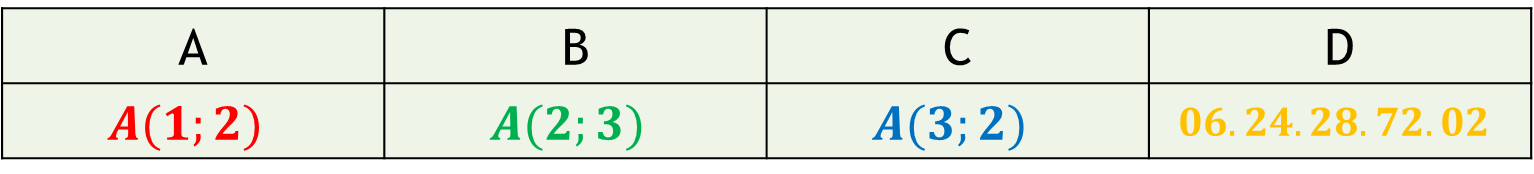 A B C D
A(1; 2) A(2; 3) A(3; 2) 06. 24. 28. 72. 02